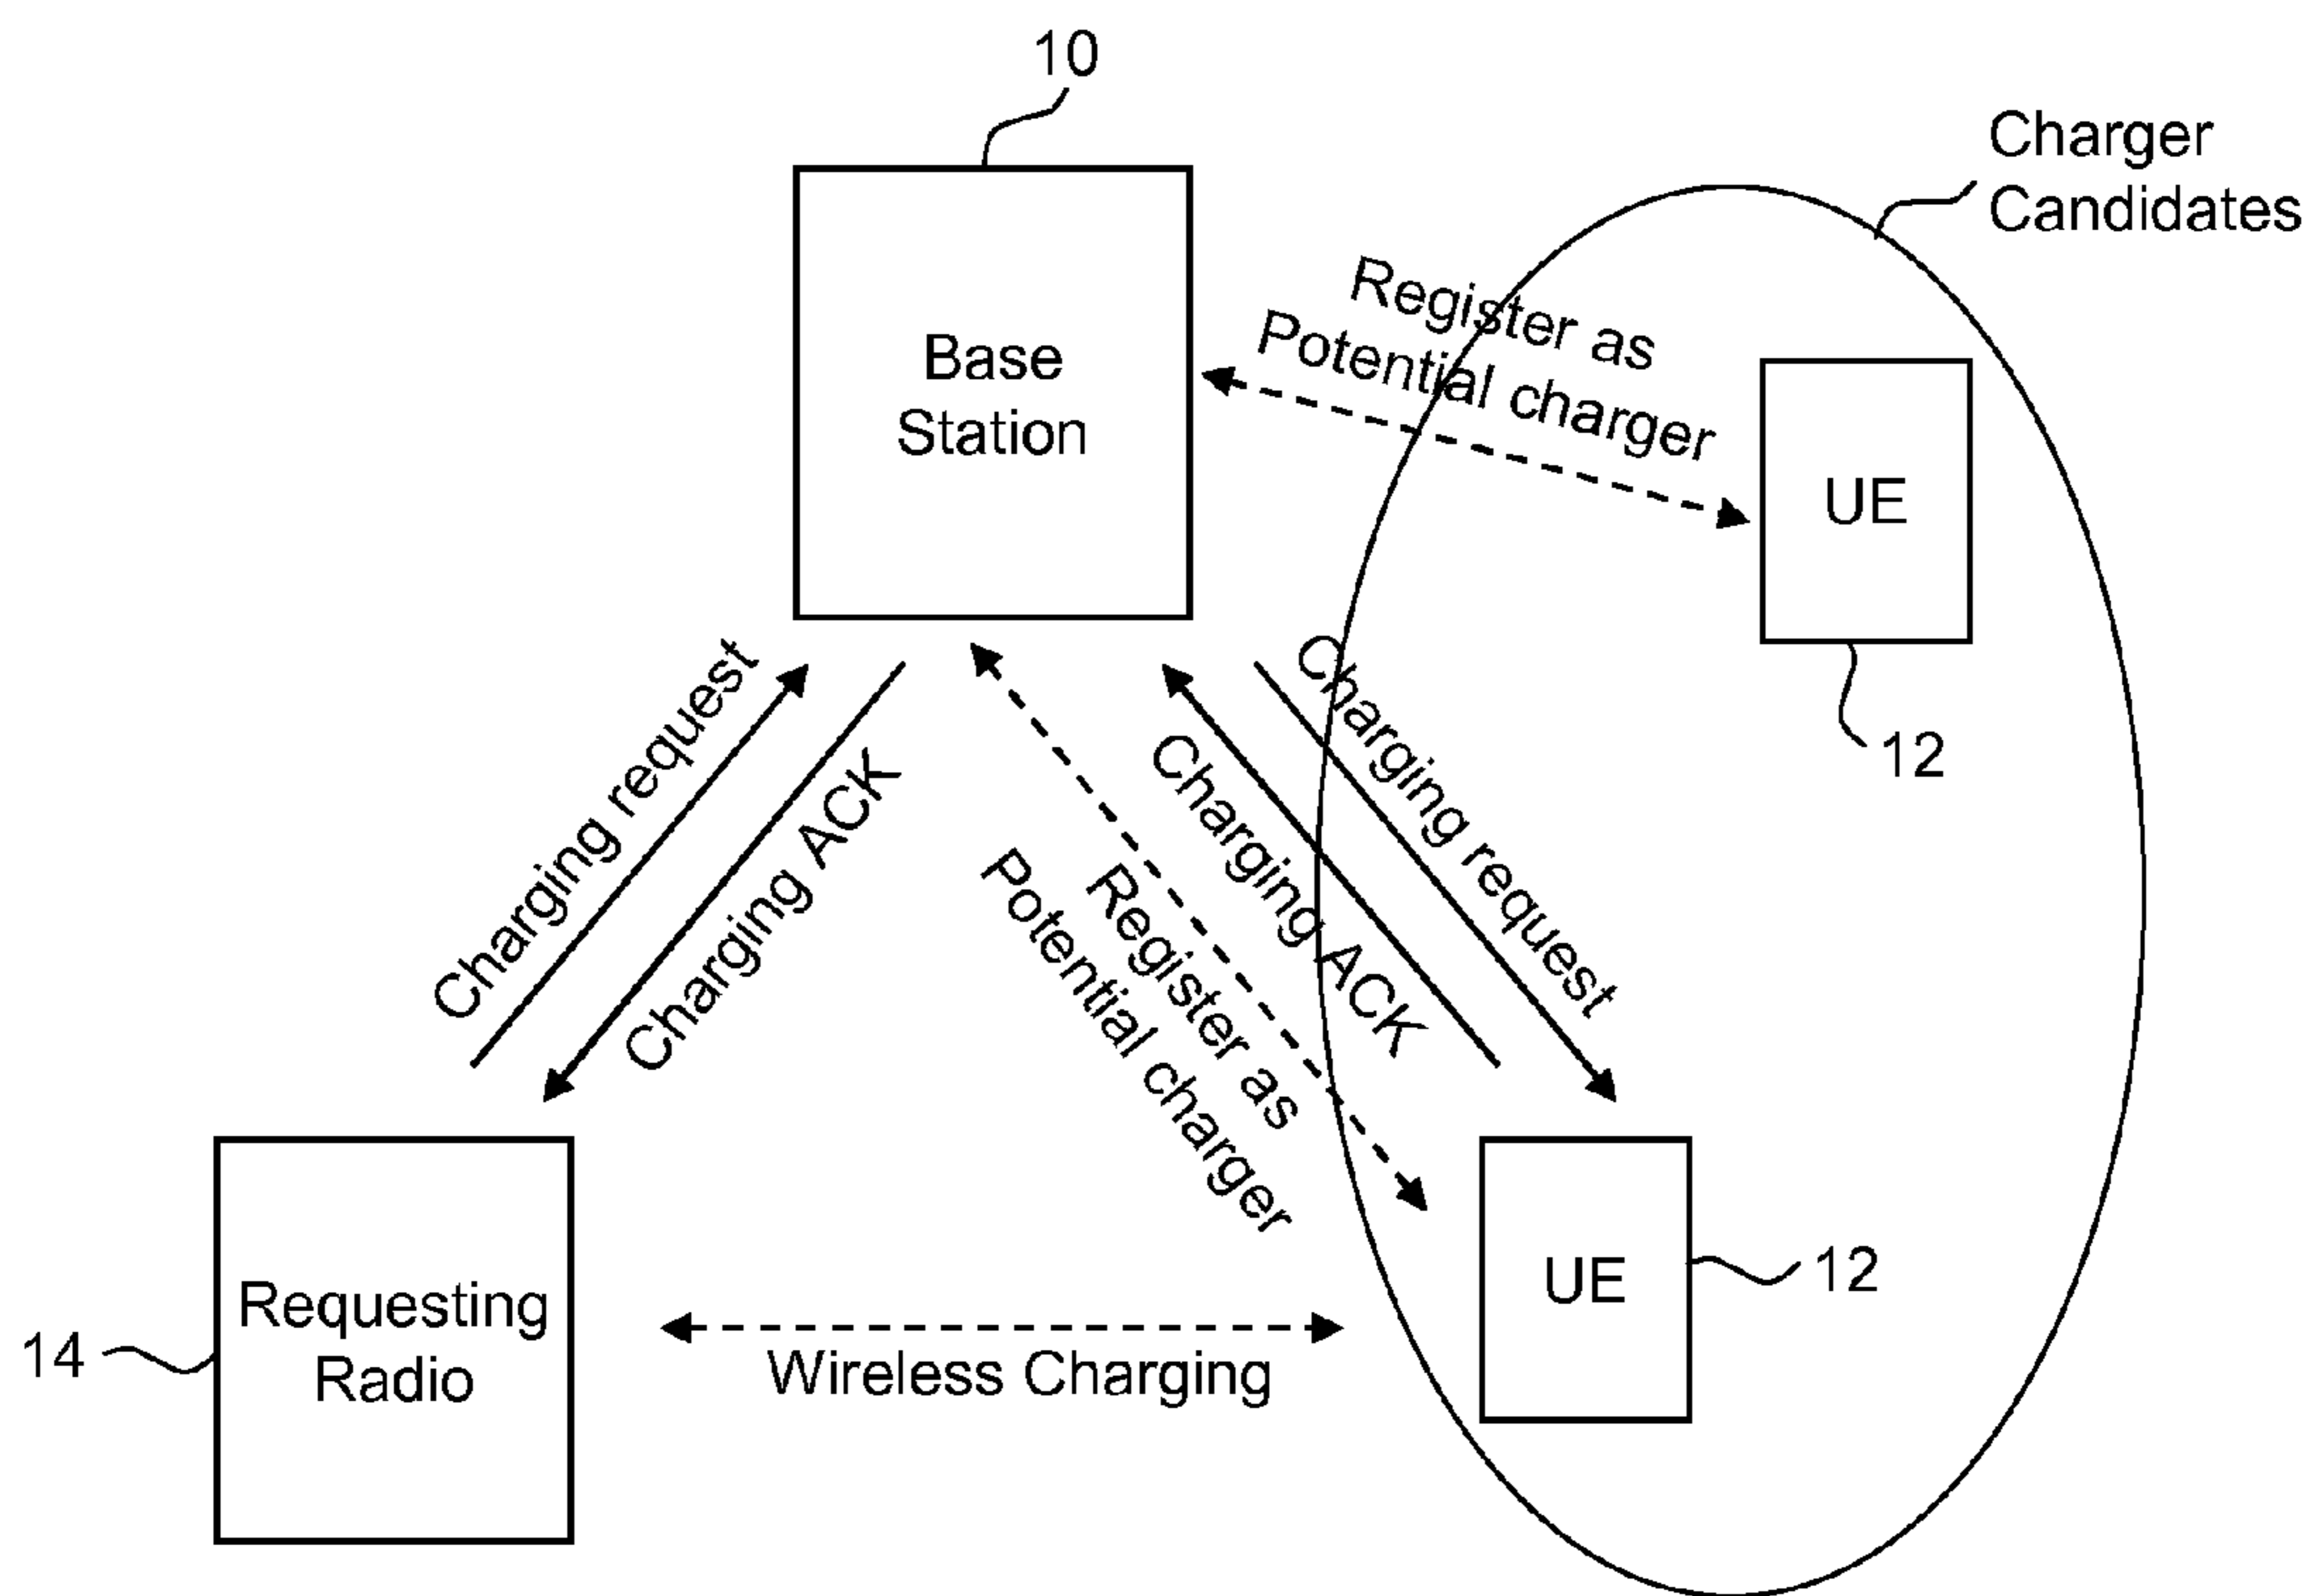 10
Charger
Candidates
Base
Station
Register as
Potential charger
UE
12
Charging request
Charging ACK
Register as
Potential charger
Charging ACK
Charging request
Requesting
Radio
14
Wireless Charging
UE
12